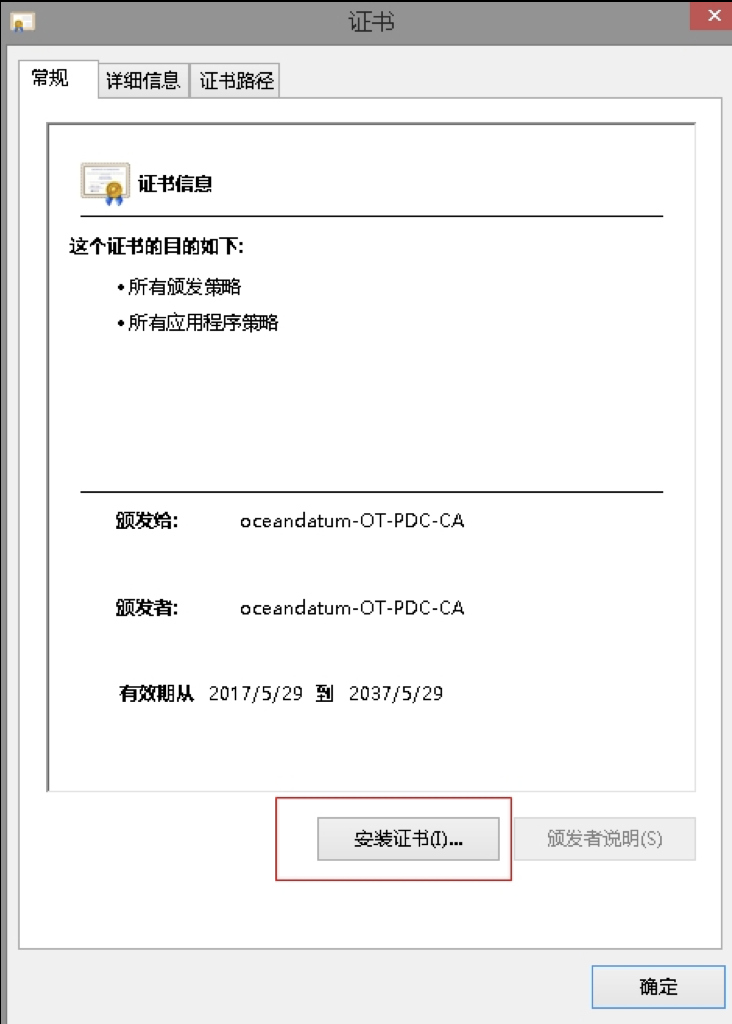 证书
常规 详细信息 证书路径
证书信息
这个证书的目的如下:
•所有颁发策略
•所有应用程序策略
颁发给: oceandatum-OT-PDC-CA
颁发者: oceandatum-OT-PDC-CA
有效期从 2017/5/29 到 2037/5/29
安装证书(I)... 颁发者说明(S)
确定